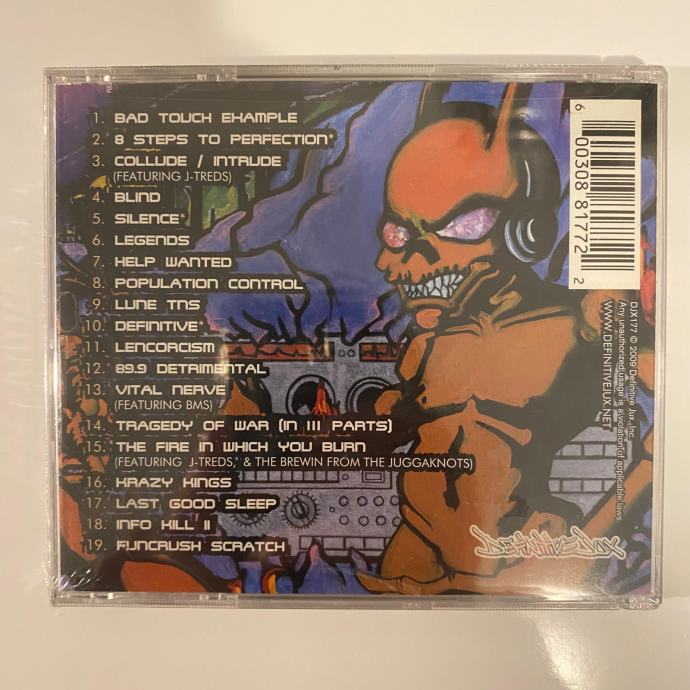 1. BAD TOUCH EXAMPLE
2. 8 STEPS TO PERFECTION*
3. COLLUDE / INTRUDE
(FEATURING J-TREDS)
4. BLIND
5. SILENCE*
6. LEGENDS
7. HELP WANTED
8. POPULATION CONTROL
9. LUNE TNS
10. DEFINITIVE*
11. LENCORCISM
12. 89.9 DETRIMENTAL
13. VITAL NERVE
(FEATURING BMS)
14. TRAGEDY OF WAR (IN III PARTS)
15. THE FIRE IN WHICH YOU BURN
(FEATURING J-TREDS,* & THE BREWIN FROM THE JUGGAKNOTS)
16. KRAZY KINGS
17. LAST GOOD SLEEP
18. INFO KILL II
19. FUNCRUSH SCRATCH
6 00308 81772 2
DJX177 © 2009 Definitive Jux, Inc.
Any unauthorized usage is a violation of applicable laws
WWW.DEFINITIVEJUX.NET
DEFINITIVE JUX